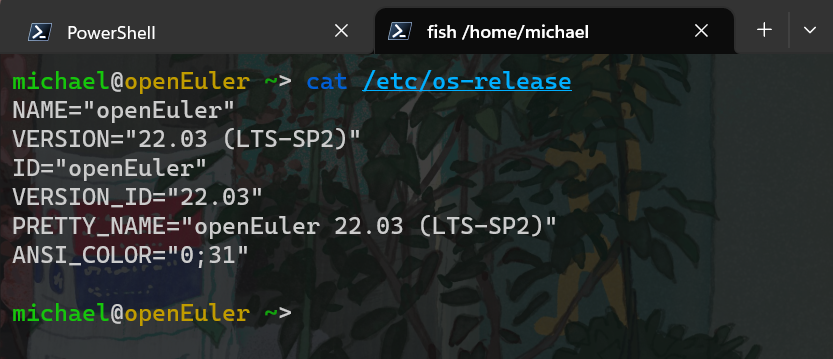 PowerShell
fish /home/michael
michael@openEuler ~> cat /etc/os-release
NAME="openEuler"
VERSION="22.03 (LTS-SP2)"
ID="openEuler"
VERSION_ID="22.03"
PRETTY_NAME="openEuler 22.03 (LTS-SP2)"
ANSI_COLOR="0;31"
michael@openEuler ~>